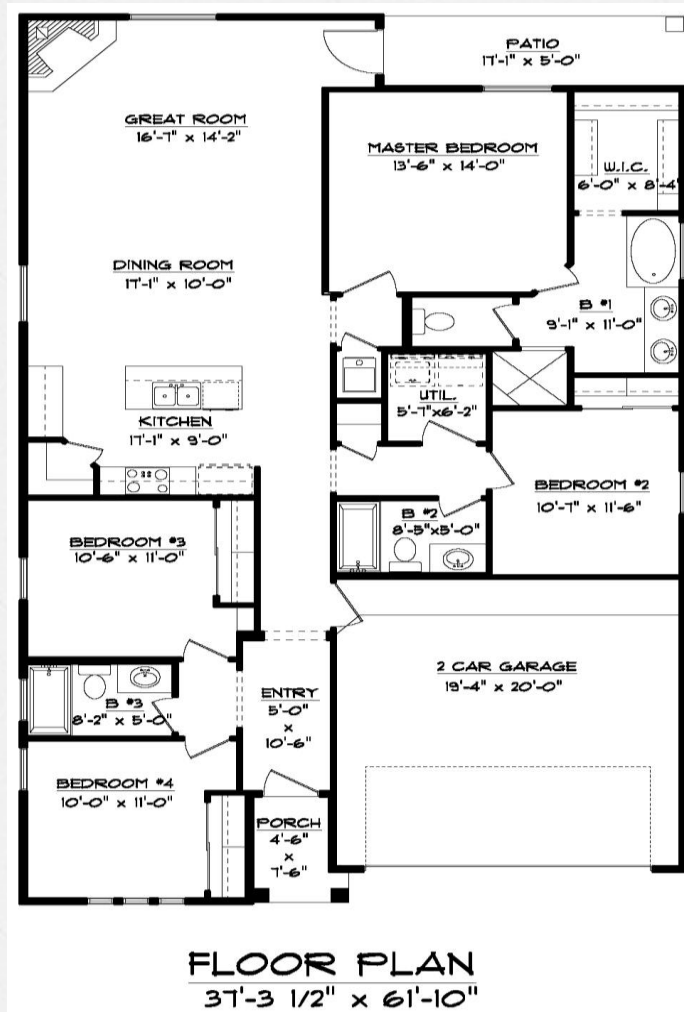 PATIO
17'-1" x 5'-0"
GREAT ROOM
16'-7" x 14'-2"
MASTER BEDROOM
13'-6" x 14'-0"
W.I.C.
6'-0" x 8'-4"
DINING ROOM
17'-1" x 10'-0"
B #1
9'-1" x 11'-0"
UTIL.
5'-7"x6'-2"
KITCHEN
17'-1" x 9'-0"
BEDROOM #2
10'-7" x 11'-6"
B #2
8'-5"x5'-0"
BEDROOM #3
10'-6" x 11'-0"
2 CAR GARAGE
19'-4" x 20'-0"
ENTRY
5'-0"
x
10'-6"
B #3
8'-2" x 5'-0"
BEDROOM #4
10'-0" x 11'-0"
PORCH
4'-6"
x
7'-6"
FLOOR PLAN
37'-3 1/2" x 61'-10"